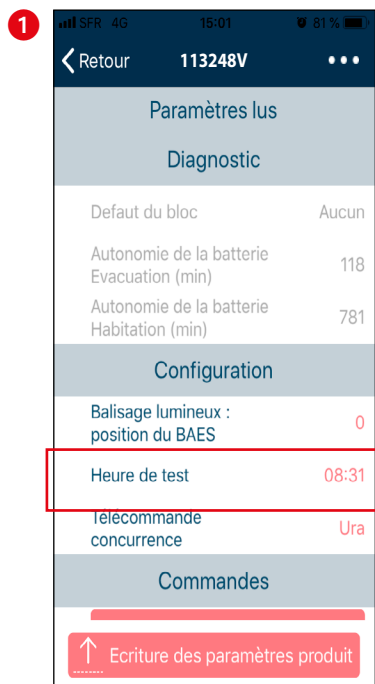 1
SFR 4G 15:01 81 %
Retour 113248V •••
Paramètres lus
Diagnostic
Defaut du bloc Aucun
Autonomie de la batterie
Evacuation (min) 118
Autonomie de la batterie
Habitation (min) 781
Configuration
Balisage lumineux :
position du BAES 0
Heure de test 08:31
Télécommande
concurrence Ura
Commandes
Ecriture des paramètres produit